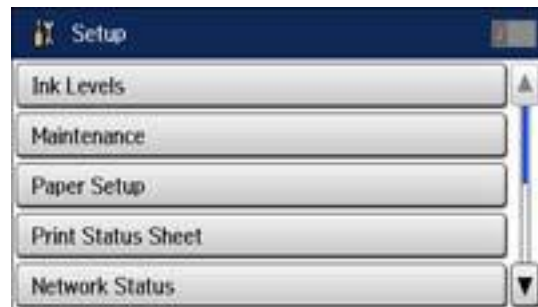 Setup
Ink Levels
Maintenance
Paper Setup
Print Status Sheet
Network Status